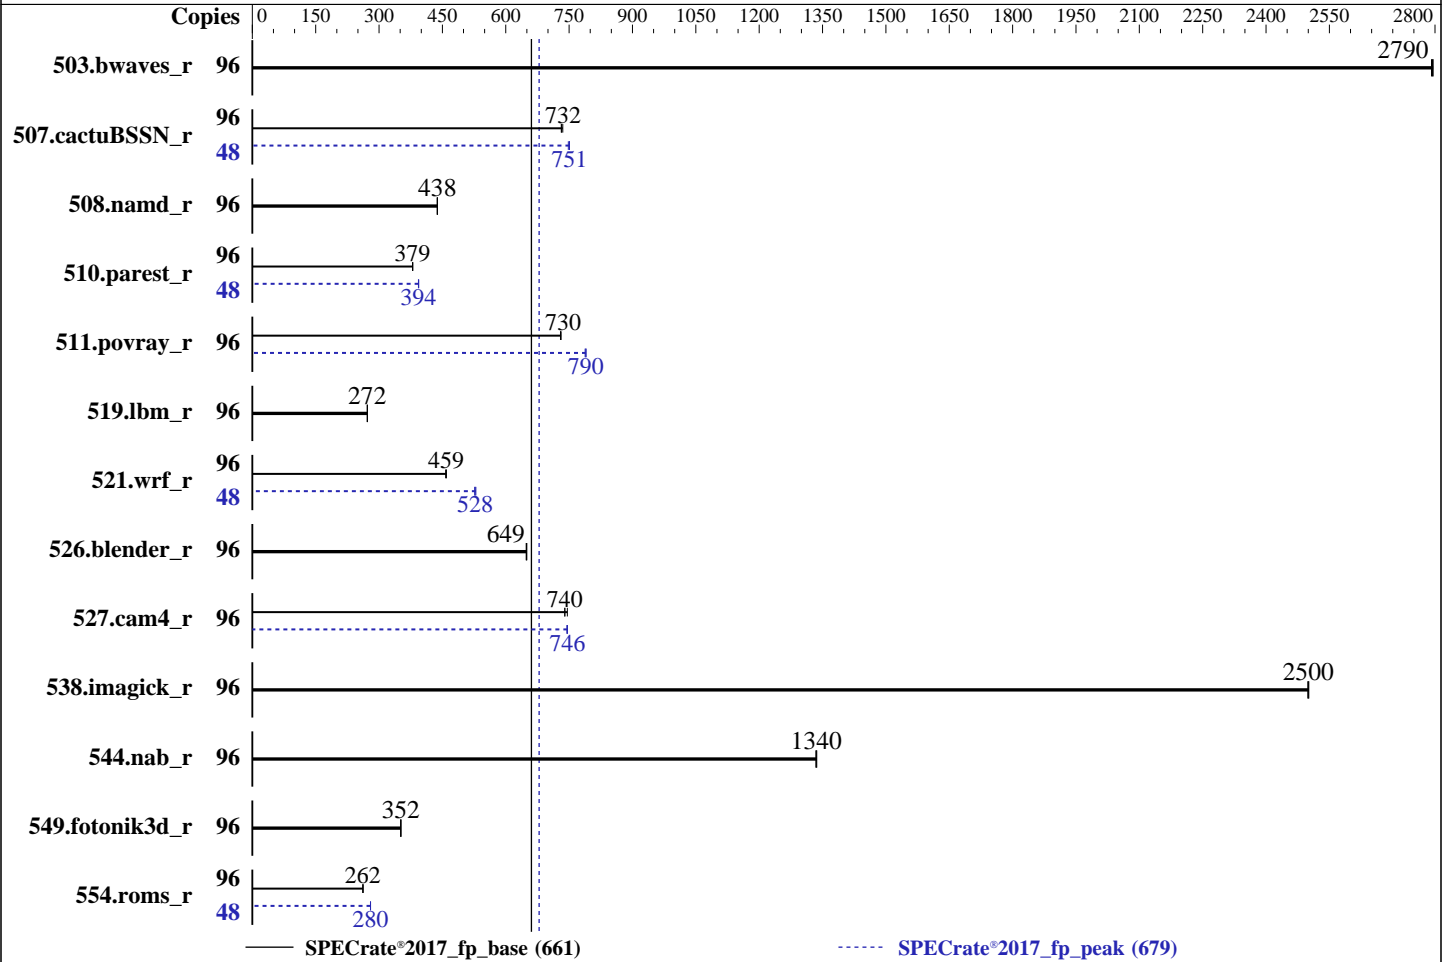 Copies 0 150 300 450 600 750 900 1050 1200 1350 1500 1650 1800 1950 2100 2250 2400 2550 2800
503.bwaves_r 96 2790
507.cactuBSSN_r 96 732
48 751
508.namd_r 96 438
510.parest_r 96 379
48 394
511.povray_r 96 730
790
519.lbm_r 96 272
521.wrf_r 96 459
48 528
526.blender_r 96 649
527.cam4_r 96 740
746
538.imagick_r 96 2500
544.nab_r 96 1340
549.fotonik3d_r 96 352
554.roms_r 96 262
48 280
SPECrate®2017_fp_base (661) SPECrate®2017_fp_peak (679)